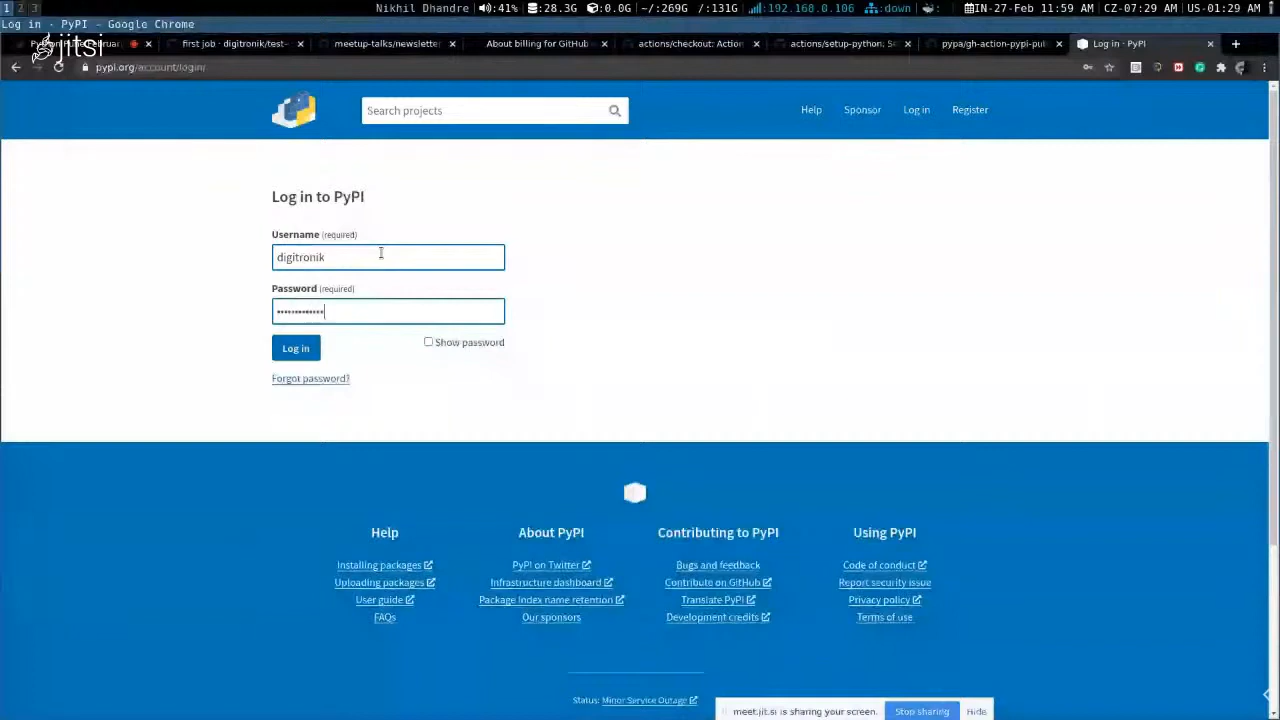 1 2 3 Nikhil Dhandre :41% :28.3G :0.0G :~/269G :/131G :192.168.0.106 :down : IN-27-Feb 11:59 AM CZ-07:29 AM US-01:29 AM
Log in · PyPI - Google Chrome
first job - digitronik/test- meetup-talks/newsletter About billing for GitHub actions/checkout: Action actions/setup-python: Se pypa/gh-action-pypi-pul Log in · PyPI
jitsi
pypi.org/account/login/
Search projects
Help Sponsor Log in Register
Log in to PyPI
Username (required)
digitronik
Password (required)
•••••••••••••
Log in Show password
Forgot password?
Help About PyPI Contributing to PyPI Using PyPI
Installing packages PyPI on Twitter Bugs and feedback Code of conduct
Uploading packages Infrastructure dashboard Contribute on GitHub Report security issue
User guide Package Index name retention Translate PyPI Privacy policy
FAQs Our sponsors Development credits Terms of use
Status: Minor Service Outage
meet.jit.si is sharing your screen. Stop sharing Hide